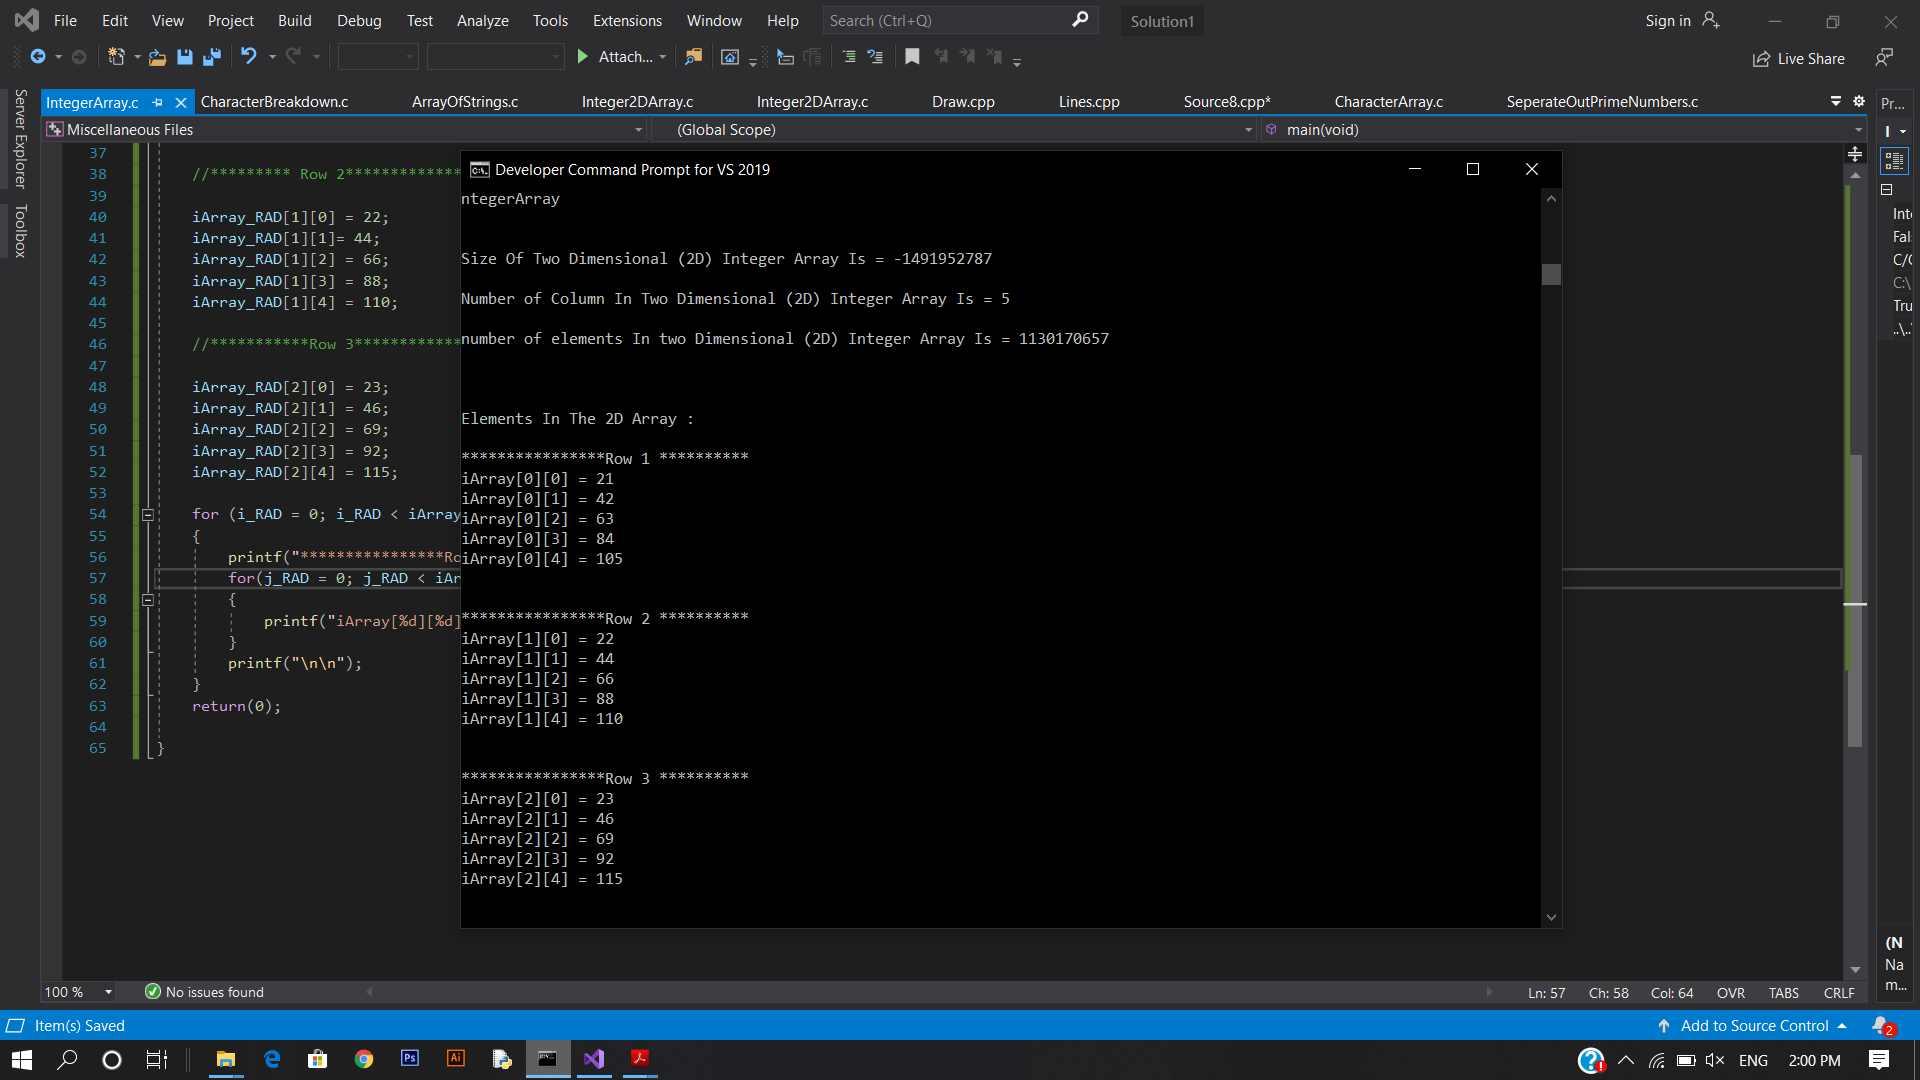 File Edit View Project Build Debug Test Analyze Tools Extensions Window Help Search (Ctrl+Q) Solution1 Sign in
Attach... Live Share
Server Explorer
Toolbox
IntegerArray.c CharacterBreakdown.c ArrayOfStrings.c Integer2DArray.c Integer2DArray.c Draw.cpp Lines.cpp Source8.cpp* CharacterArray.c SeperateOutPrimeNumbers.c
Miscellaneous Files (Global Scope) main(void)
37
38 //********* Row 2*************
39
40 iArray_RAD[1][0] = 22;
41 iArray_RAD[1][1]= 44;
42 iArray_RAD[1][2] = 66;
43 iArray_RAD[1][3] = 88;
44 iArray_RAD[1][4] = 110;
45
46 //***********Row 3************
47
48 iArray_RAD[2][0] = 23;
49 iArray_RAD[2][1] = 46;
50 iArray_RAD[2][2] = 69;
51 iArray_RAD[2][3] = 92;
52 iArray_RAD[2][4] = 115;
53
54 for (i_RAD = 0; i_RAD < iArray
55 {
56 printf("****************Ro
57 for(j_RAD = 0; j_RAD < iAr
58 {
59 printf("iArray[%d][%d]
60 }
61 printf("\n\n");
62 }
63 return(0);
64
65 }
Developer Command Prompt for VS 2019
ntegerArray
Size Of Two Dimensional (2D) Integer Array Is = -1491952787
Number of Column In Two Dimensional (2D) Integer Array Is = 5
number of elements In two Dimensional (2D) Integer Array Is = 1130170657
Elements In The 2D Array :
****************Row 1 **********
iArray[0][0] = 21
iArray[0][1] = 42
iArray[0][2] = 63
iArray[0][3] = 84
iArray[0][4] = 105
****************Row 2 **********
iArray[1][0] = 22
iArray[1][1] = 44
iArray[1][2] = 66
iArray[1][3] = 88
iArray[1][4] = 110
****************Row 3 **********
iArray[2][0] = 23
iArray[2][1] = 46
iArray[2][2] = 69
iArray[2][3] = 92
iArray[2][4] = 115
Pr...
I
Inte
Fal
C/C
C:\
Tru
..\..
(N
Na
m...
100 % No issues found Ln: 57 Ch: 58 Col: 64 OVR TABS CRLF
Item(s) Saved Add to Source Control 2
Ps Ai ENG 2:00 PM